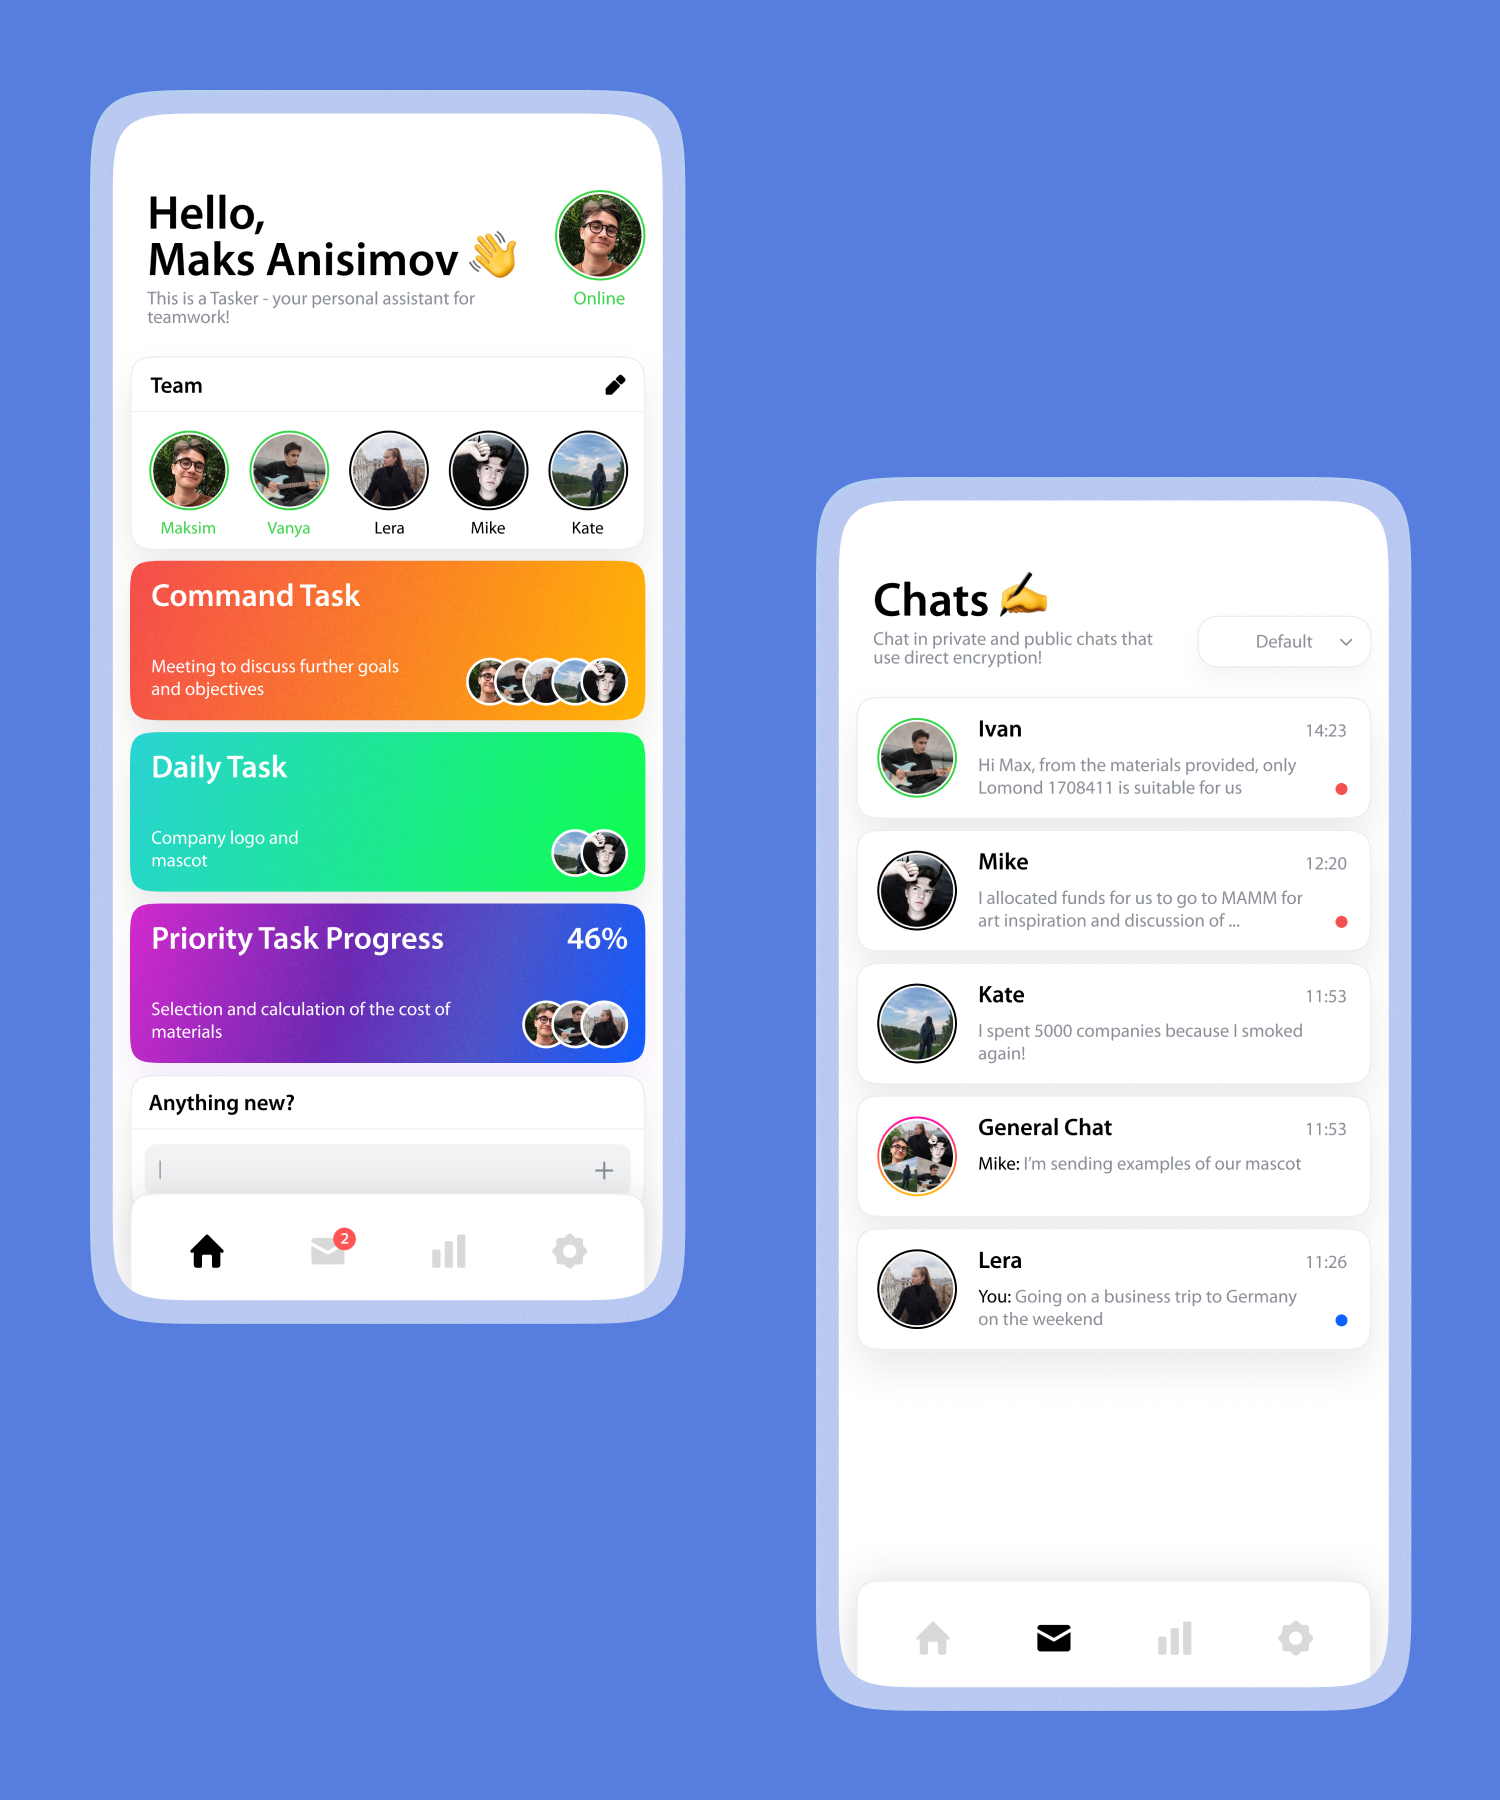 Hello,
Maks Anisimov 👋
This is a Tasker - your personal assistant for
teamwork!
Online
Team
Maksim
Vanya
Lera
Mike
Kate
Command Task
Meeting to discuss further goals
and objectives
Daily Task
Company logo and
mascot
Priority Task Progress
46%
Selection and calculation of the cost of
materials
Anything new?
2
Chats ✍️
Chat in private and public chats that
use direct encryption!
Default
Ivan
14:23
Hi Max, from the materials provided, only
Lomond 1708411 is suitable for us
Mike
12:20
I allocated funds for us to go to MAMM for
art inspiration and discussion of ...
Kate
11:53
I spent 5000 companies because I smoked
again!
General Chat
11:53
Mike: I'm sending examples of our mascot
Lera
11:26
You: Going on a business trip to Germany
on the weekend